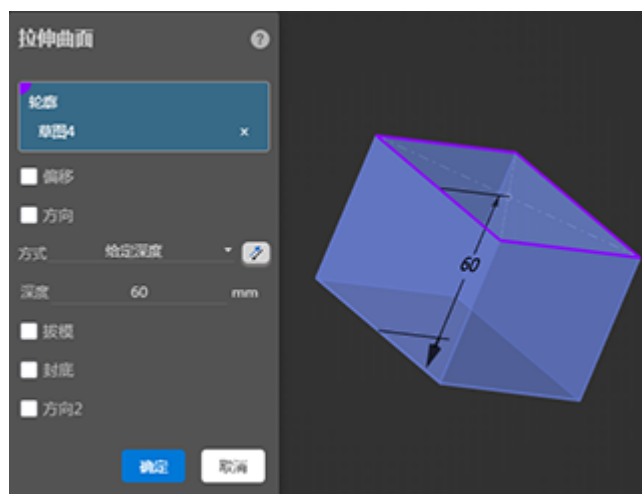 拉伸曲面
轮廓
草图4
偏移
方向
方式 给定深度
深度 60 mm
拔模
封底
方向2
确定 取消
60